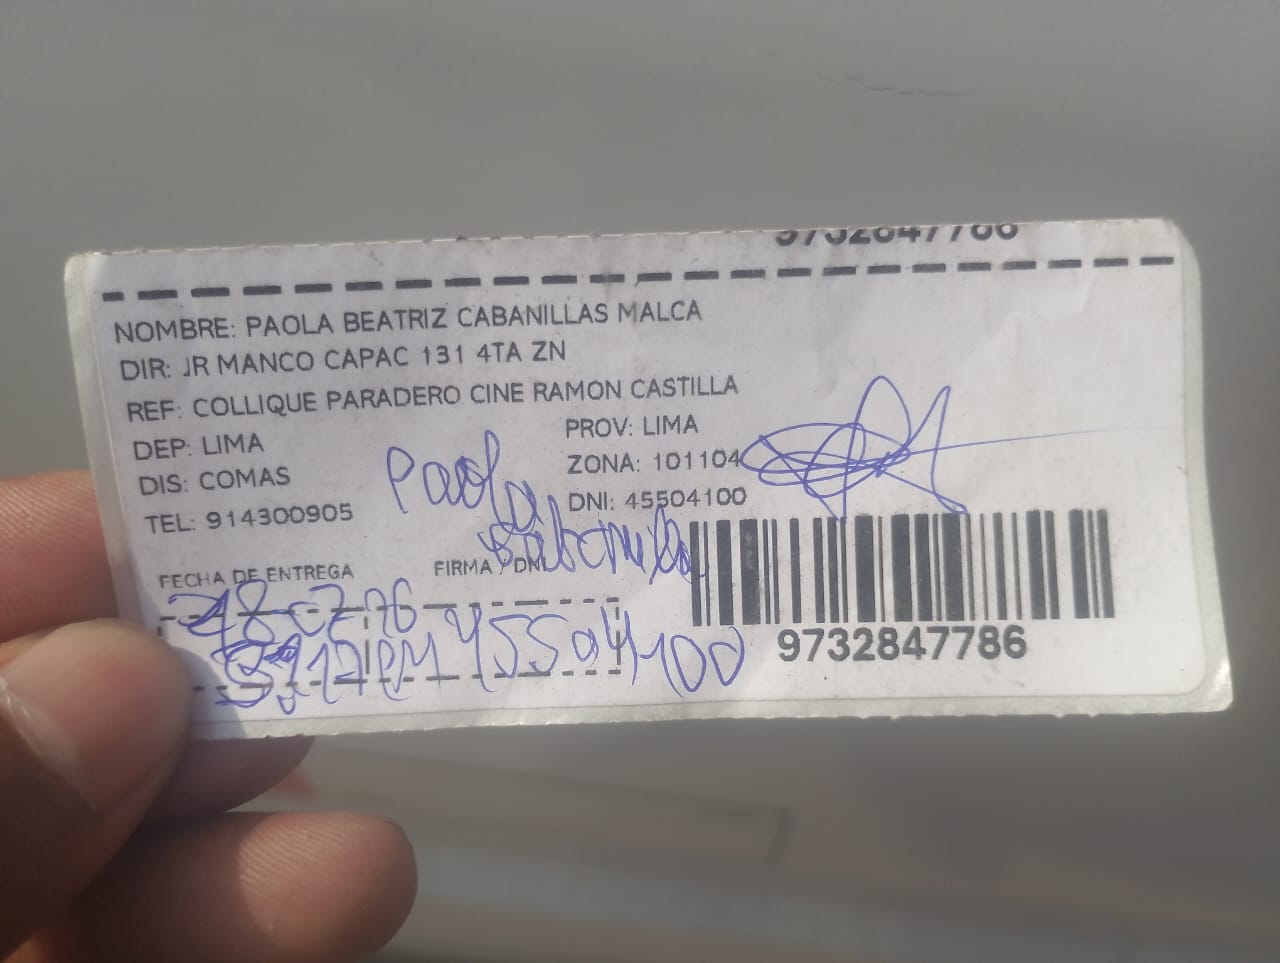 9732847786
NOMBRE: PAOLA BEATRIZ CABANILLAS MALCA
DIR: JR MANCO CAPAC 131 4TA ZN
REF: COLLIQUE PARADERO CINE RAMON CASTILLA
DEP: LIMA PROV: LIMA
DIS: COMAS ZONA: 101104
TEL: 914300905 DNI: 45504100
Paola
FECHA DE ENTREGA FIRMA / DNI
45504100
9732847786